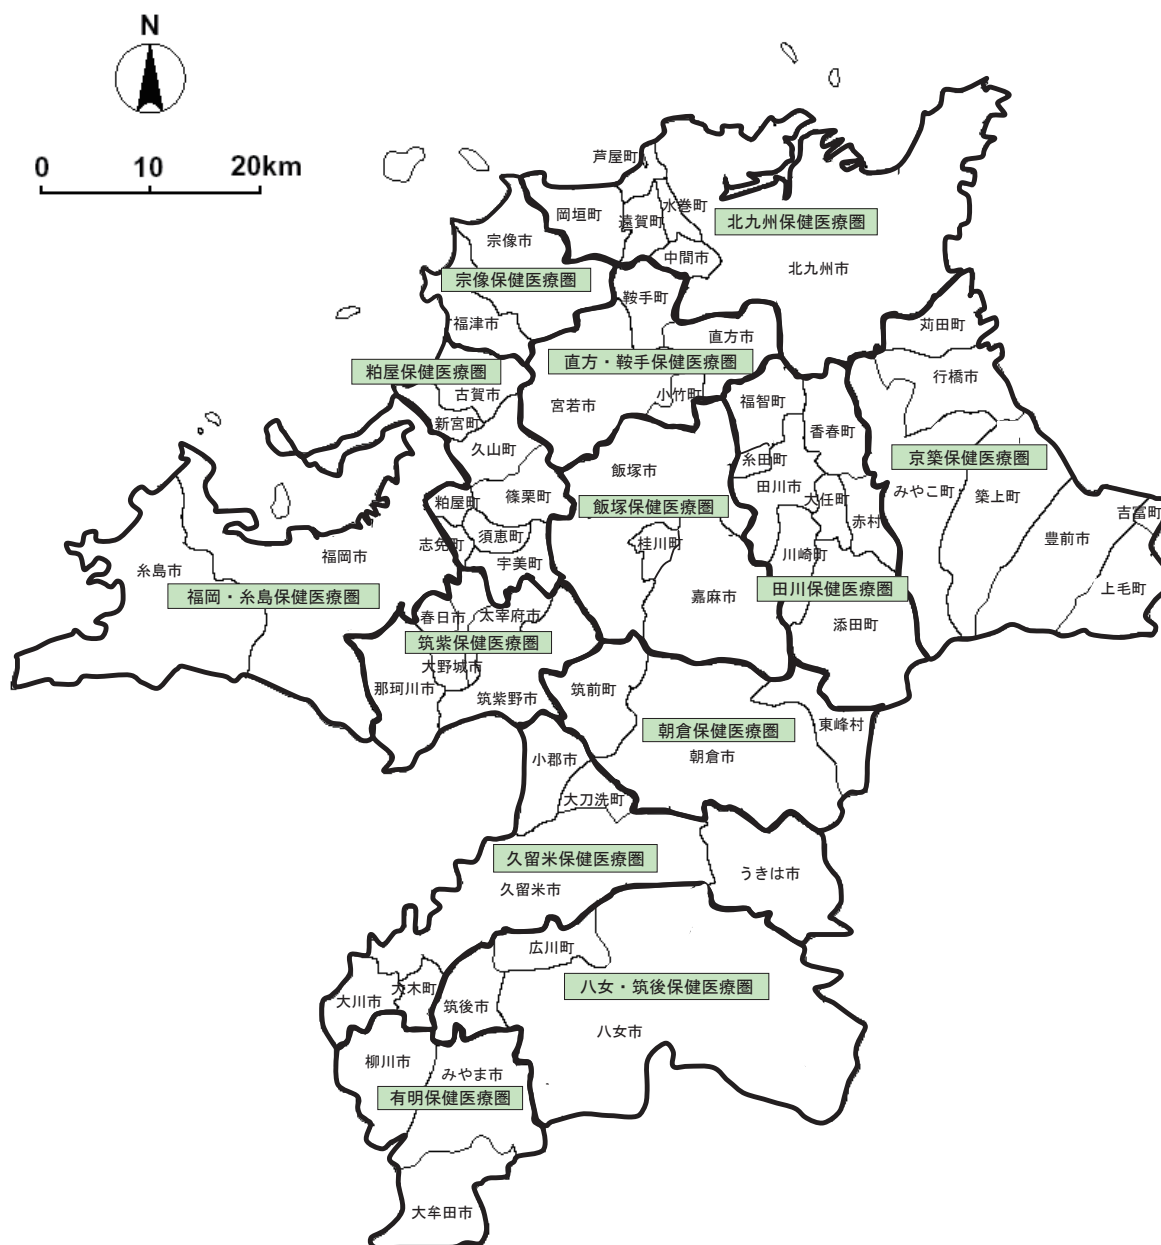 N
0 10 20km
芦屋町
岡垣町
遠賀町
水巻町
北九州保健医療圏
宗像市
中間市
北九州市
宗像保健医療圏
鞍手町
福津市
苅田町
直方市
粕屋保健医療圏
直方・鞍手保健医療圏
行橋市
古賀市
小竹町
宮若市
福智町
新宮町
香春町
久山町
京築保健医療圏
飯塚市
糸田町
田川市
みやこ町
築上町
粕屋町
篠栗町
大任町
飯塚保健医療圏
吉富町
赤村
須恵町
志免町
桂川町
豊前市
福岡市
川崎町
宇美町
糸島市
上毛町
福岡・糸島保健医療圏
嘉麻市
田川保健医療圏
春日市
太宰府市
添田町
筑紫保健医療圏
大野城市
那珂川市
筑前町
筑紫野市
東峰村
朝倉保健医療圏
朝倉市
小郡市
大刀洗町
久留米保健医療圏
うきは市
久留米市
広川町
八女・筑後保健医療圏
大木町
大川市
筑後市
八女市
柳川市
みやま市
有明保健医療圏
大牟田市